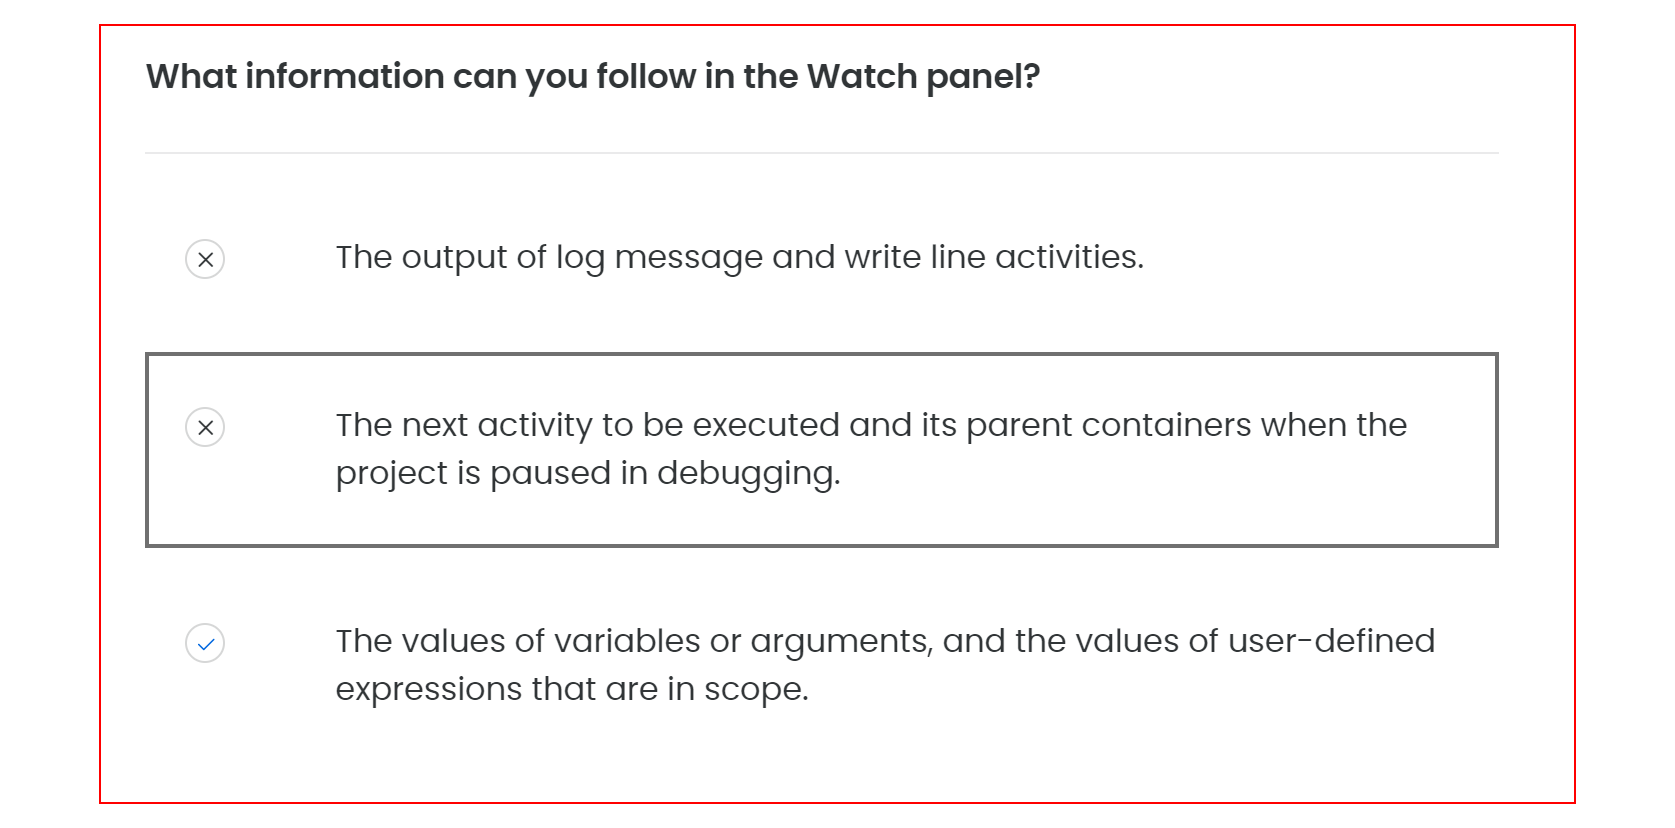 What information can you follow in the Watch panel?
The output of log message and write line activities.
The next activity to be executed and its parent containers when the
project is paused in debugging.
The values of variables or arguments, and the values of user-defined
expressions that are in scope.